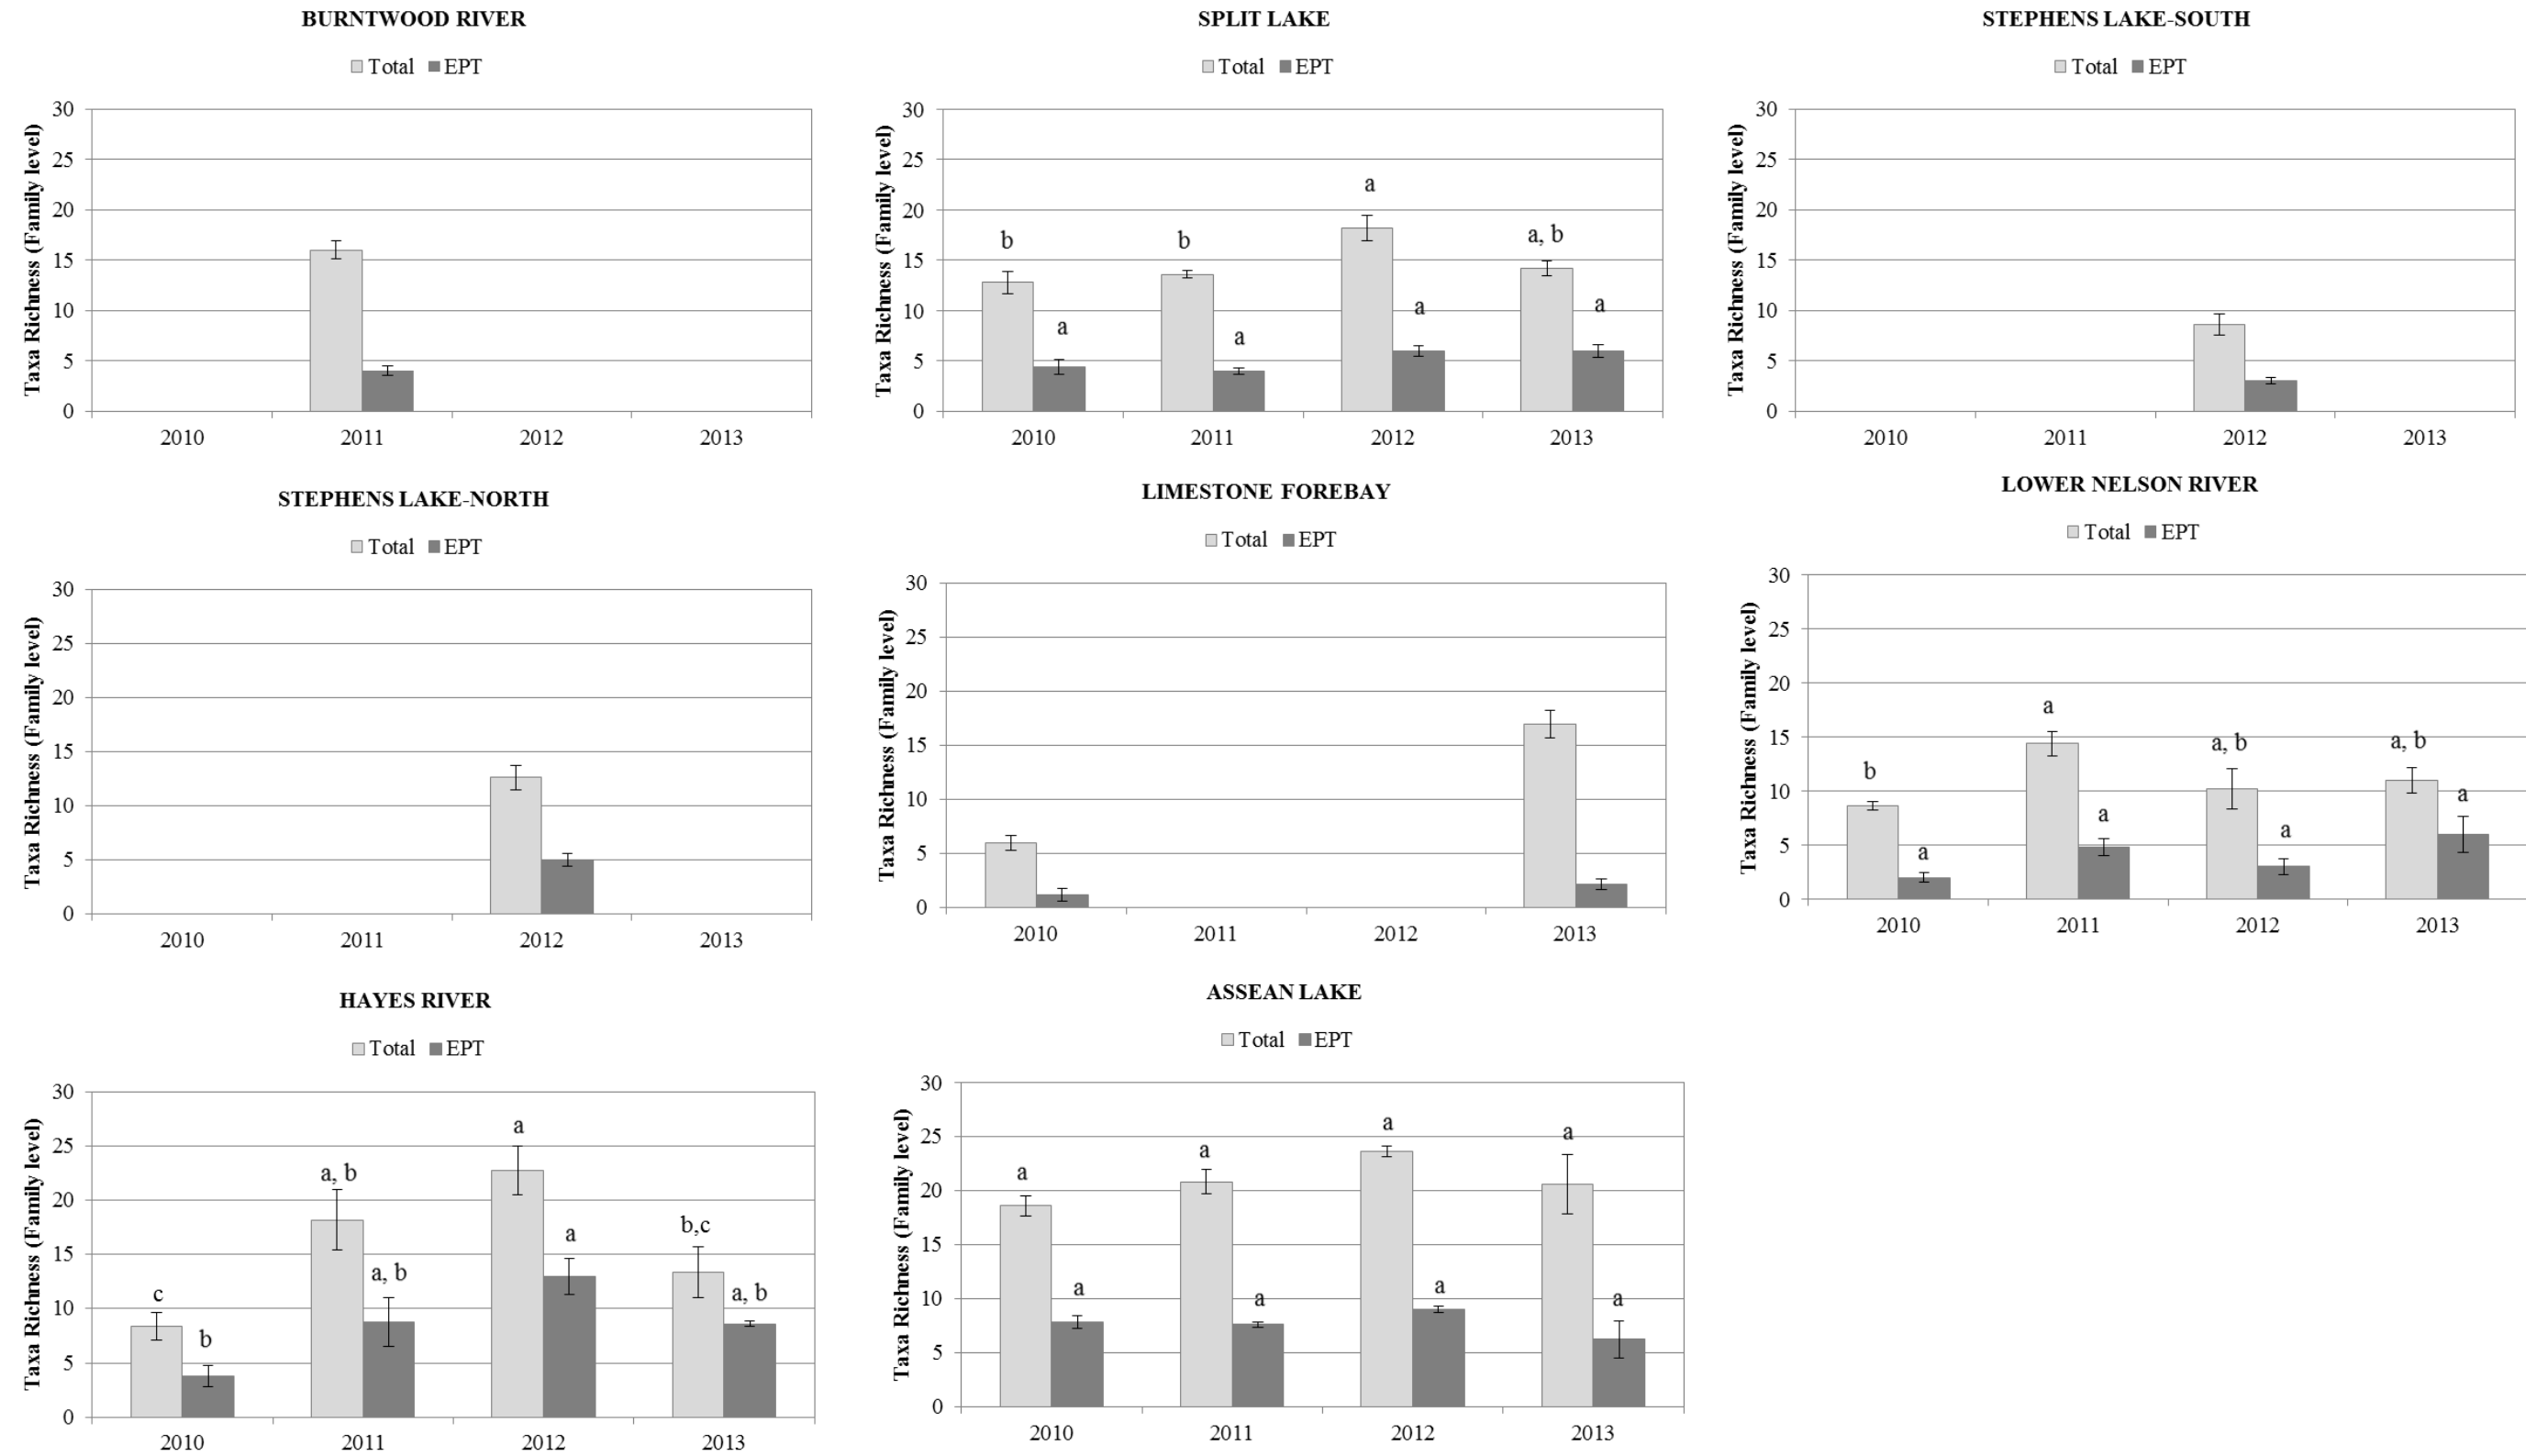 BURNTWOOD RIVER
Total EPT
Taxa Richness (Family level)
30
25
20
15
10
5
0
2010 2011 2012 2013
SPLIT LAKE
Total EPT
Taxa Richness (Family level)
30
25
20
15
10
5
0
b a b a a a a, b a
2010 2011 2012 2013
STEPHENS LAKE-SOUTH
Total EPT
Taxa Richness (Family level)
30
25
20
15
10
5
0
2010 2011 2012 2013
STEPHENS LAKE-NORTH
Total EPT
Taxa Richness (Family level)
30
25
20
15
10
5
0
2010 2011 2012 2013
LIMESTONE FOREBAY
Total EPT
Taxa Richness (Family level)
30
25
20
15
10
5
0
2010 2011 2012 2013
LOWER NELSON RIVER
Total EPT
Taxa Richness (Family level)
30
25
20
15
10
5
0
b a a a a, b a a, b a
2010 2011 2012 2013
HAYES RIVER
Total EPT
Taxa Richness (Family level)
30
25
20
15
10
5
0
c b a, b a, b a a b,c a, b
2010 2011 2012 2013
ASSEAN LAKE
Total EPT
Taxa Richness (Family level)
30
25
20
15
10
5
0
a a a a a a a a
2010 2011 2012 2013